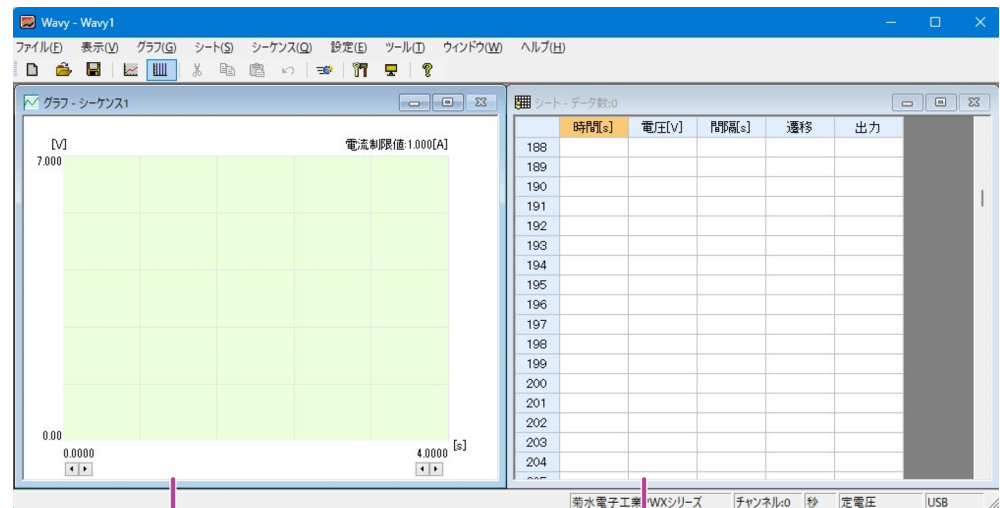 Wavy - Wavy1
ファイル(F) 表示(V) グラフ(G) シート(S) シーケンス(Q) 設定(E) ツール(T) ウィンドウ(W) ヘルプ(H)
グラフ - シーケンス1
[V] 電流制限値:1.000[A]
7.000
0.00
0.0000 4.0000 [s]
シート - データ数:0
時間[s] 電圧[V] 間隔[s] 遷移 出力
188
189
190
191
192
193
194
195
196
197
198
199
200
201
202
203
204
菊水電子工業 WXシリーズ チャンネル:0 秒 定電圧 USB